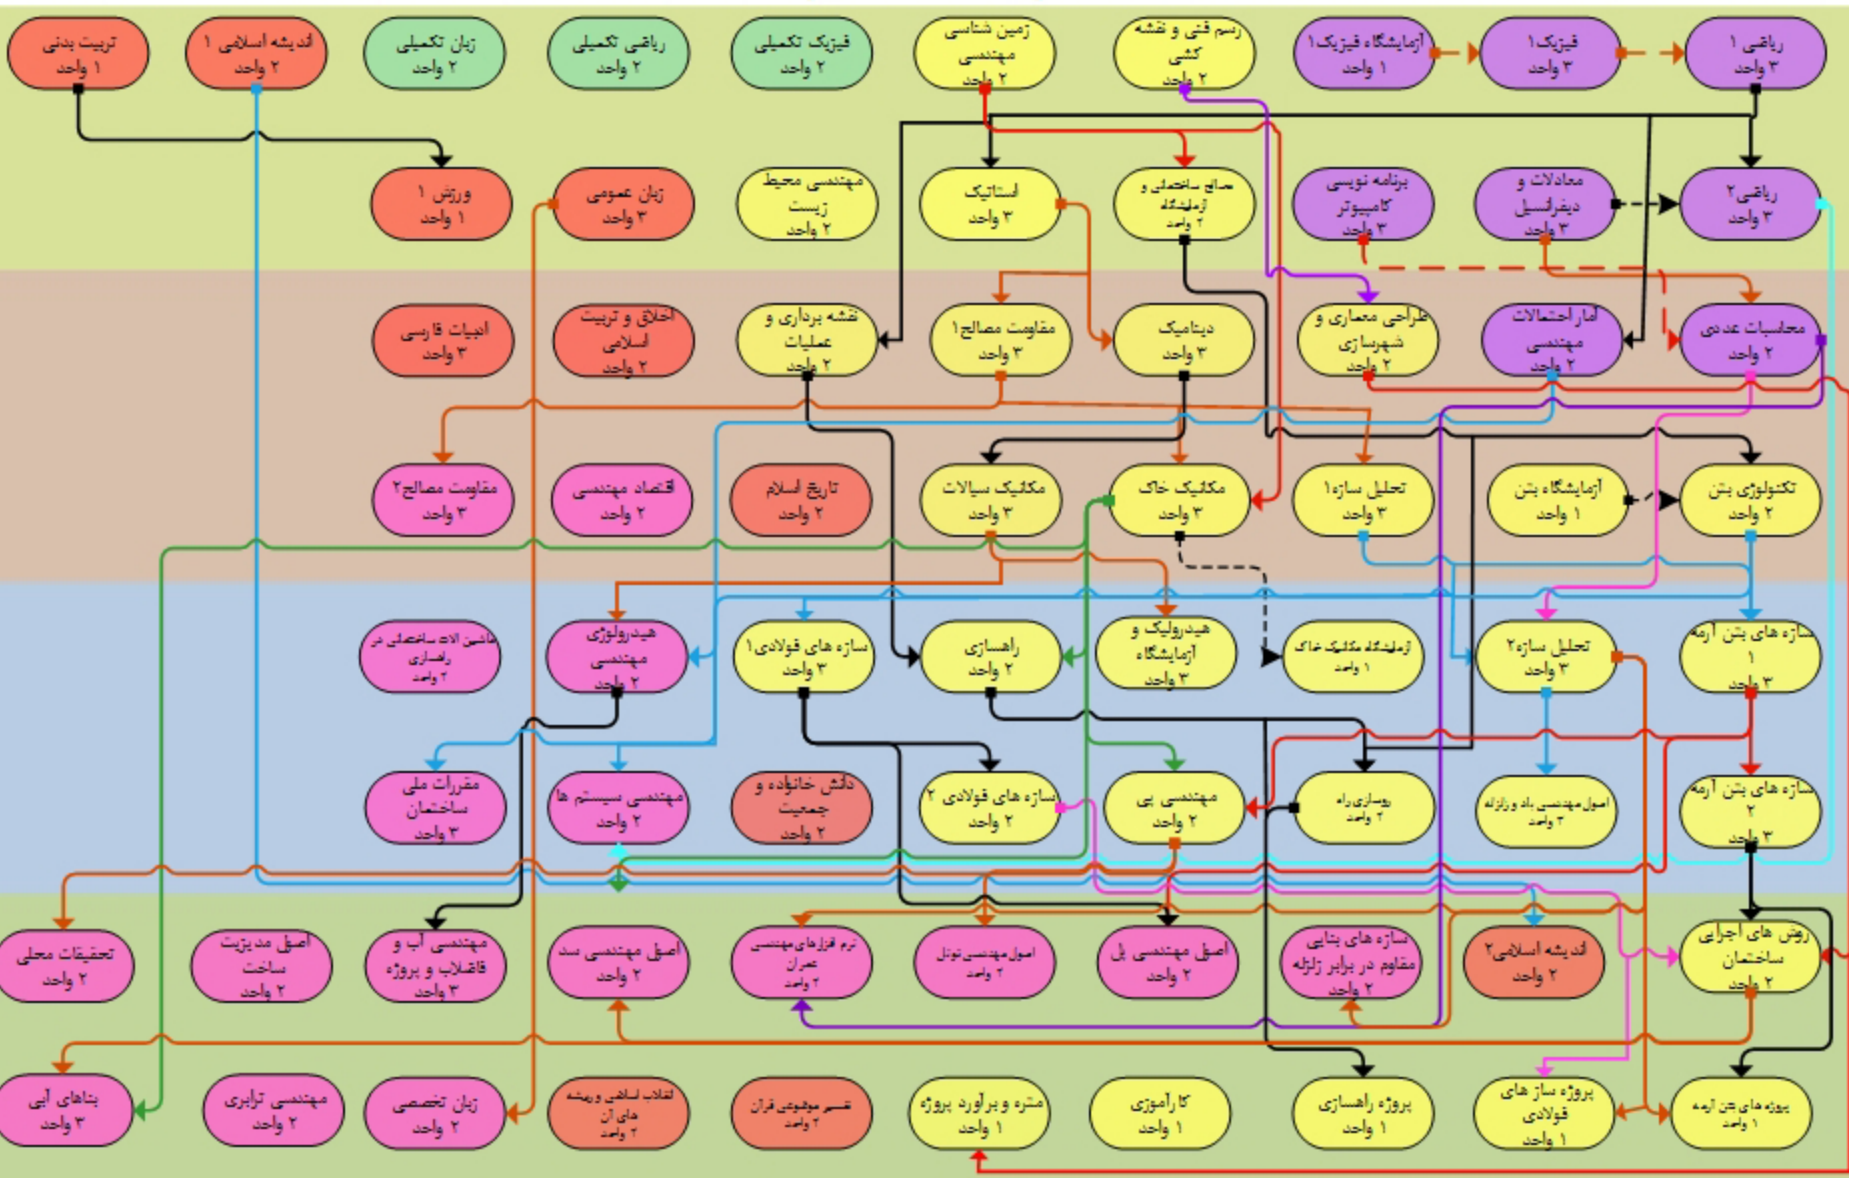 ریاضی ۱
۳ واحد
فیزیک۱
۳ واحد
آزمایشگاه فیزیک۱
۱ واحد
رسم فنی و نقشه
کشی
۲ واحد
زمین شناسی
مهندسی
۲ واحد
فیزیک تکمیلی
۲ واحد
ریاضی تکمیلی
۲ واحد
زبان تکمیلی
۲ واحد
اندیشه اسلامی ۱
۲ واحد
تربیت بدنی
۱ واحد
ریاضی۲
۳ واحد
معادلات و
دیفرانسیل
۳ واحد
برنامه نویسی
کامپیوتر
۳ واحد
مصالح ساختمانی و
ازمایشگاه
۲ واحد
استاتیک
۳ واحد
مهندسی محیط
زیست
۲ واحد
زبان عمومی
۳ واحد
ورزش ۱
۱ واحد
محاسبات عددی
۲ واحد
آمار احتمالات
مهندسی
۲ واحد
طراحی معماری و
شهرسازی
۲ واحد
دینامیک
۳ واحد
مقاومت مصالح۱
۳ واحد
نقشه برداری و
عملیات
۲ واحد
اخلاق و تربیت
اسلامی
۲ واحد
ادبیات فارسی
۳ واحد
تکنولوژی بتن
۲ واحد
آزمایشگاه بتن
۱ واحد
تحلیل سازه۱
۳ واحد
مکانیک خاک
۳ واحد
مکانیک سیالات
۳ واحد
تاریخ اسلام
۲ واحد
اقتصاد مهندسی
۲ واحد
مقاومت مصالح۲
۳ واحد
سازه های بتن آرمه
۱
۳ واحد
تحلیل سازه۲
۳ واحد
ازمایشگاه مکانیک خاک
۱ واحد
هیدرولیک و
آزمایشگاه
۳ واحد
راهسازی
۲ واحد
سازه های فولادی۱
۳ واحد
هیدرولوژی
مهندسی
۲ واحد
ماشین الات ساختمانی در
راهسازی
۲ واحد
سازه های بتن آرمه
۲
۳ واحد
اصول مهندسی باد و زلزله
۲ واحد
روسازی راه
۲ واحد
مهندسی پی
۲ واحد
سازه های فولادی ۲
۲ واحد
دانش خانواده و
جمعیت
۲ واحد
مهندسی سیستم ها
۲ واحد
مقررات ملی
ساختمان
۳ واحد
روش های اجرایی
ساختمان
۲ واحد
اندیشه اسلامی۲
۲ واحد
سازه های بنایی
مقاوم در برابر زلزله
۲ واحد
اصول مهندسی پل
۲ واحد
اصول مهندسی تونل
۲ واحد
نرم افزارهای مهندسی
عمران
۲ واحد
اصول مهندسی سد
۲ واحد
مهندسی آب و
فاضلاب و پروژه
۳ واحد
اصول مدیریت
ساخت
۲ واحد
تحقیقات محلی
۲ واحد
پروژه های بتن آرمه
۱ واحد
پروژه ساز های
فولادی
۱ واحد
پروژه راهسازی
۱ واحد
کارآموزی
۱ واحد
متره و برآورد پروژه
۱ واحد
تفسیر موضوعی قرآن
۲ واحد
انقلاب اسلامی و ریشه
های آن
۲ واحد
زبان تخصصی
۲ واحد
مهندسی ترابری
۲ واحد
بناهای آبی
۳ واحد